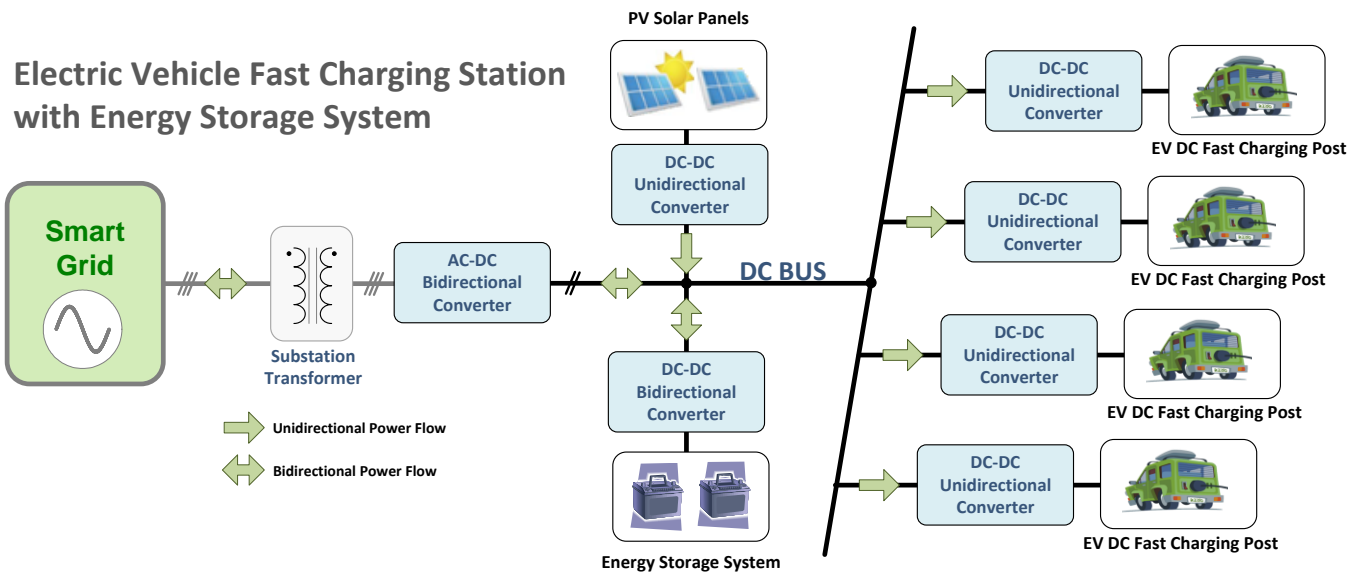 Electric Vehicle Fast Charging Station
with Energy Storage System
PV Solar Panels
DC-DC
Unidirectional
Converter
Smart
Grid
Substation
Transformer
AC-DC
Bidirectional
Converter
DC BUS
DC-DC
Bidirectional
Converter
Energy Storage System
Unidirectional Power Flow
Bidirectional Power Flow
DC-DC
Unidirectional
Converter
EV DC Fast Charging Post
DC-DC
Unidirectional
Converter
EV DC Fast Charging Post
DC-DC
Unidirectional
Converter
EV DC Fast Charging Post
DC-DC
Unidirectional
Converter
EV DC Fast Charging Post